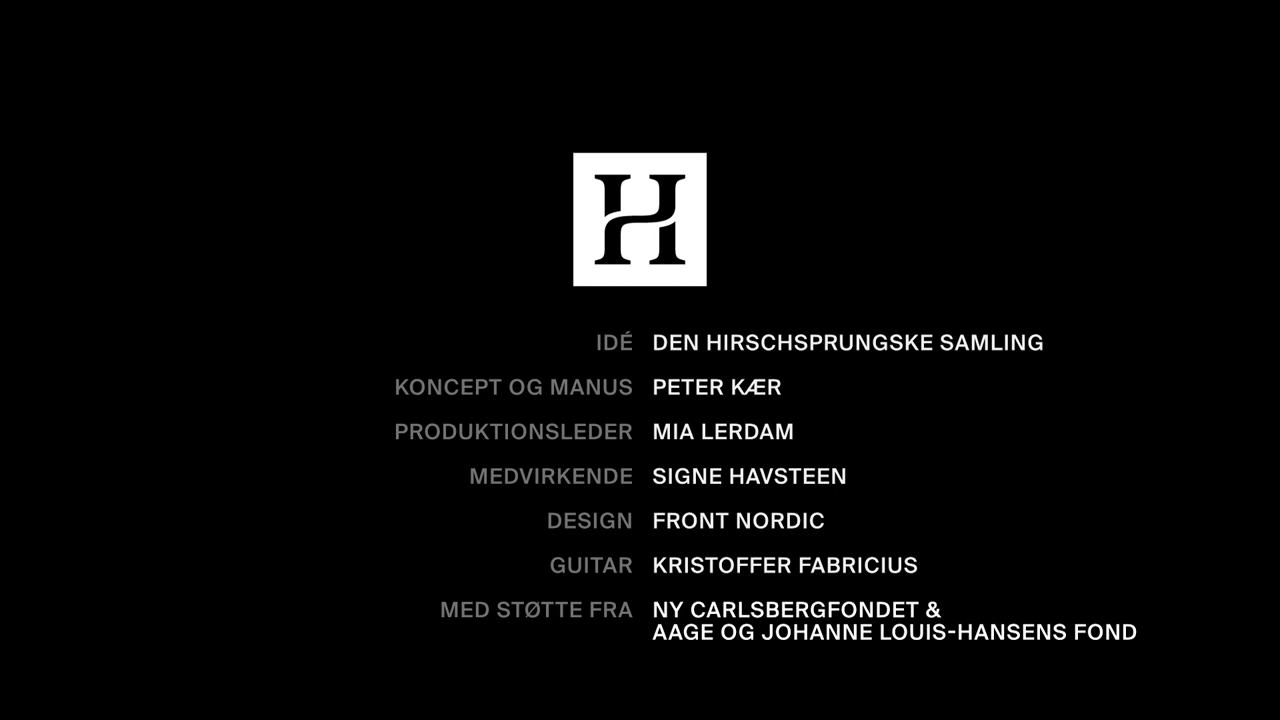 H
IDÉ DEN HIRSCHSPRUNGSKE SAMLING
KONCEPT OG MANUS PETER KÆR
PRODUKTIONSLEDER MIA LERDAM
MEDVIRKENDE SIGNE HAVSTEEN
DESIGN FRONT NORDIC
GUITAR KRISTOFFER FABRICIUS
MED STØTTE FRA NY CARLSBERGFONDET &
AAGE OG JOHANNE LOUIS-HANSENS FOND